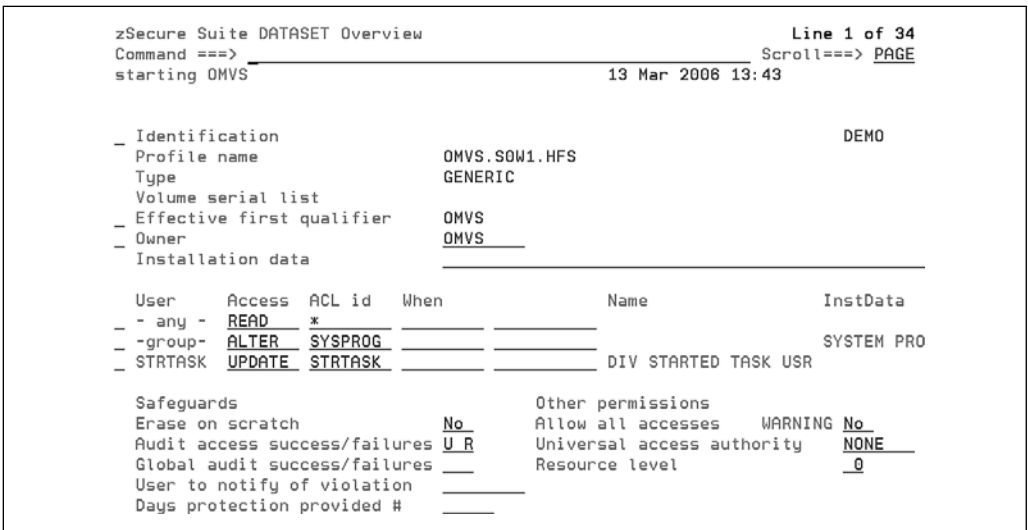 zSecure Suite DATASET Overview Line 1 of 34
Command ===> Scroll===> PAGE
starting OMVS 13 Mar 2006 13:43
_ Identification DEMO
Profile name OMVS.SOW1.HFS
Type GENERIC
Volume serial list
_ Effective first qualifier OMVS
_ Owner OMVS
Installation data
User Access ACL id When Name InstData
_ - any - READ *
_ -group- ALTER SYSPROG SYSTEM PRO
_ STRTASK UPDATE STRTASK DIV STARTED TASK USR
Safeguards Other permissions
Erase on scratch No Allow all accesses WARNING No
Audit access success/failures U R Universal access authority NONE
Global audit success/failures Resource level 0
User to notify of violation
Days protection provided #